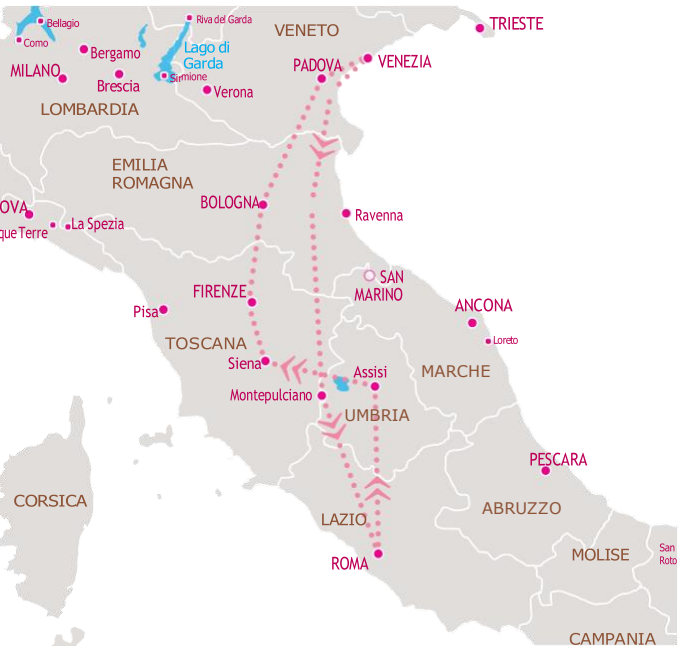 Bellagio
Riva del Garda
TRIESTE
VENETO
Como
Bergamo
Lago di
Garda
PADOVA
VENEZIA
MILANO
Brescia
Sirmione
Verona
LOMBARDIA
EMILIA
ROMAGNA
BOLOGNA
OVA
Ravenna
La Spezia
que Terre
SAN
MARINO
FIRENZE
Pisa
ANCONA
Loreto
TOSCANA
Siena
Assisi
MARCHE
Montepulciano
UMBRIA
PESCARA
CORSICA
ABRUZZO
LAZIO
ROMA
MOLISE
San
Roto
CAMPANIA